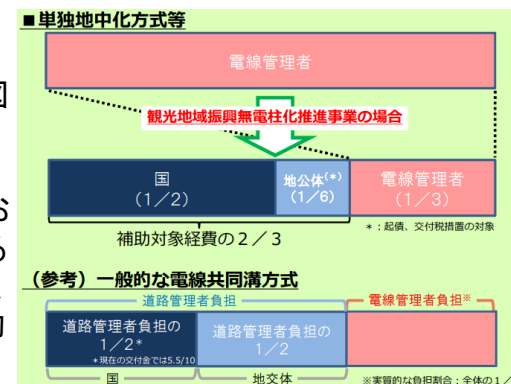 ■単独地中化方式等
電線管理者
観光地域振興無電柱化推進事業の場合
国
(1/2)
地公体(*)
(1/6)
電線管理者
(1/3)
*：起債、交付税措置の対象
補助対象経費の2/3
(参考) 一般的な電線共同溝方式
道路管理者負担
電線管理者負担※
道路管理者負担の
1/2*
*現在の交付金では5.5/10
道路管理者負担の
1/2
国
地交体
※実質的な負担割合：全体の1/